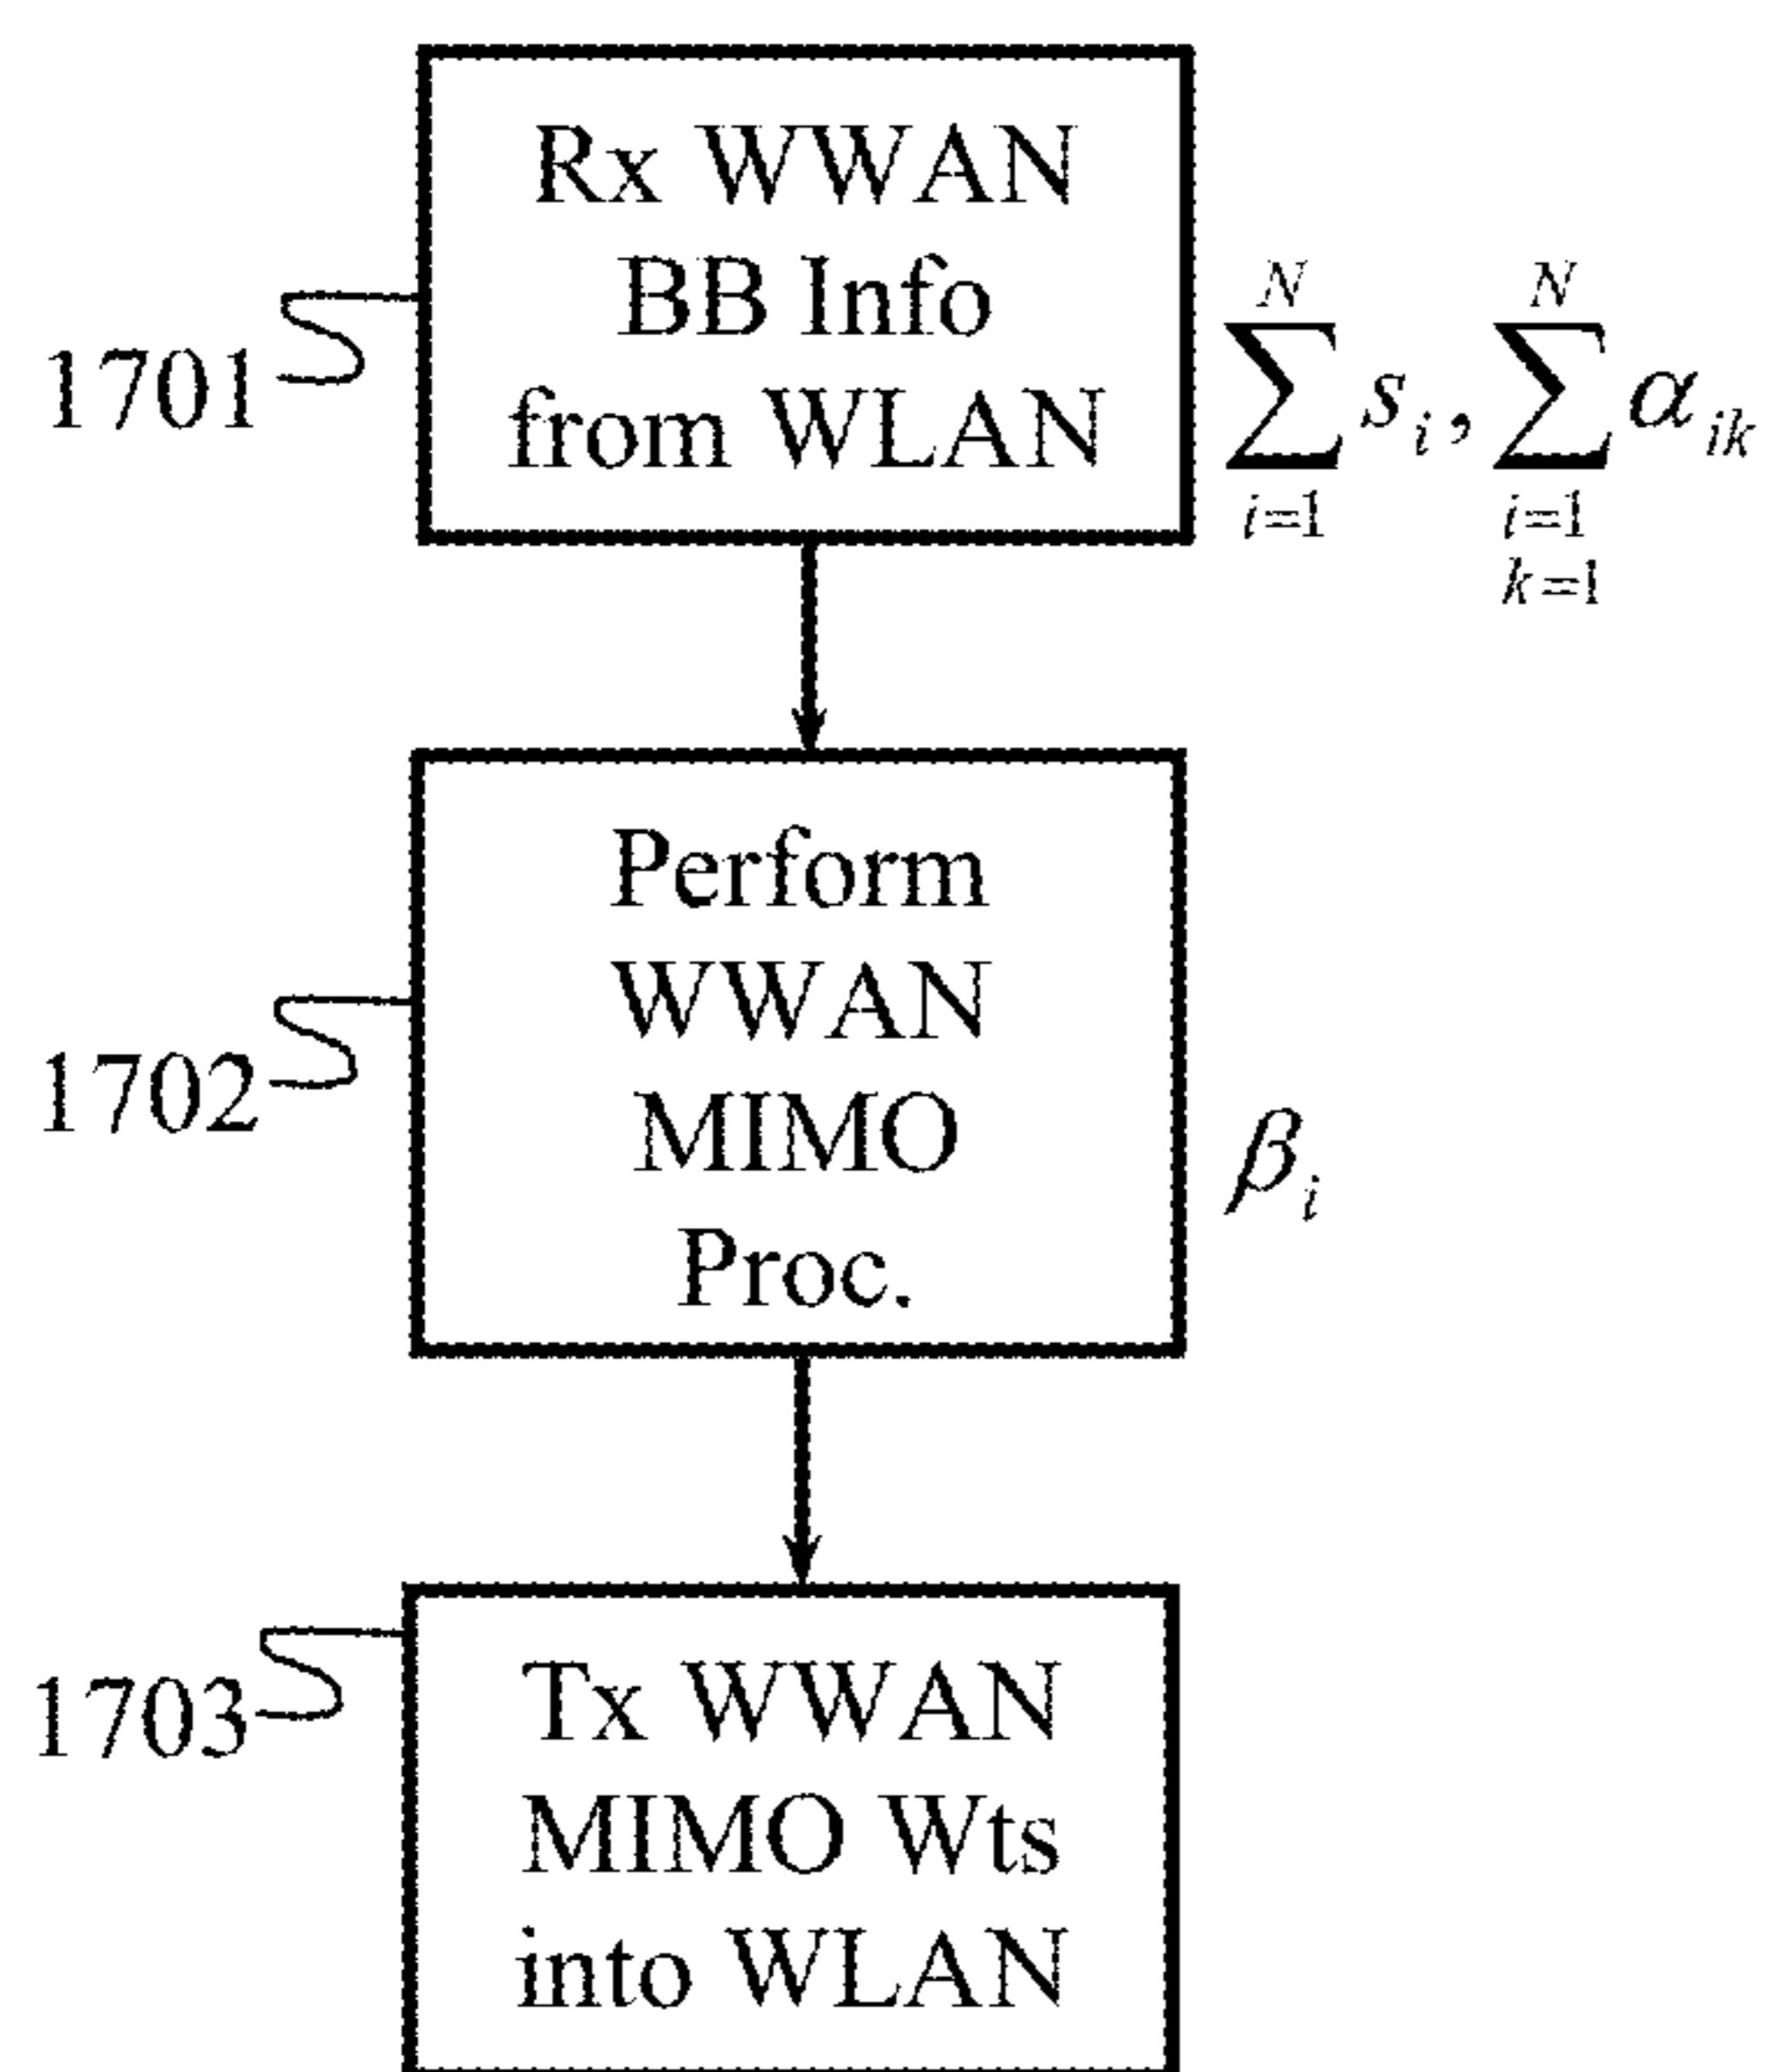 Rx WWAN
BB Info
from WLAN
1701
N N
∑ s_i, ∑ α_ik
i=1 i=1
k=1
Perform
WWAN
MIMO
Proc.
1702
β_i
Tx WWAN
MIMO Wts
into WLAN
1703